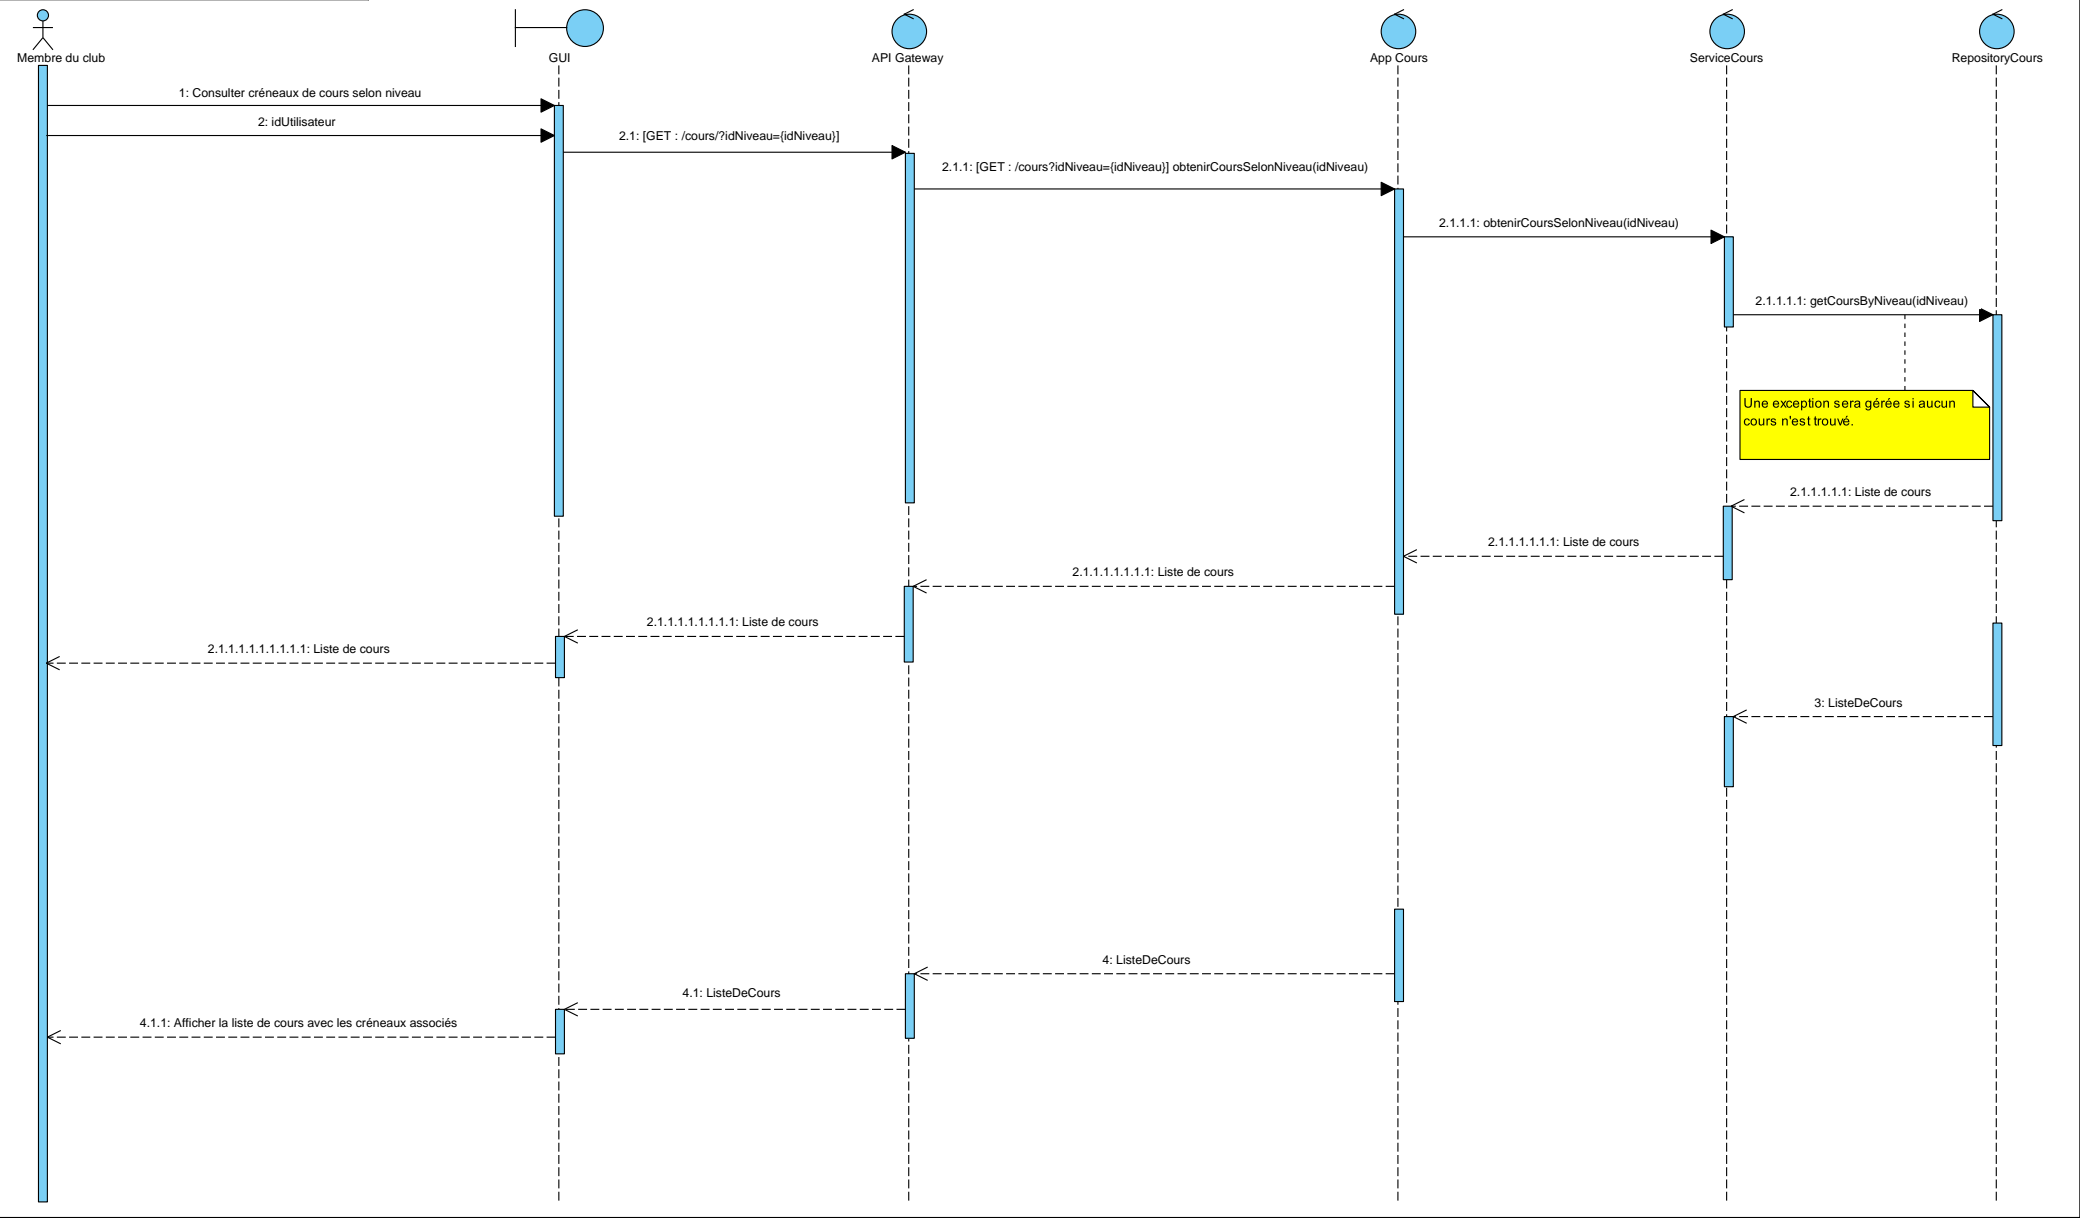 Membre du club
GUI
API Gateway
App Cours
ServiceCours
RepositoryCours
1: Consulter créneaux de cours selon niveau
2: idUtilisateur
2.1: [GET : /cours/?idNiveau={idNiveau}]
2.1.1: [GET : /cours?idNiveau={idNiveau}] obtenirCoursSelonNiveau(idNiveau)
2.1.1.1: obtenirCoursSelonNiveau(idNiveau)
2.1.1.1.1: getCoursByNiveau(idNiveau)
Une exception sera gérée si aucun
cours n'est trouvé.
2.1.1.1.1.1: Liste de cours
2.1.1.1.1.1.1: Liste de cours
2.1.1.1.1.1.1.1: Liste de cours
2.1.1.1.1.1.1.1.1: Liste de cours
2.1.1.1.1.1.1.1.1.1: Liste de cours
3: ListeDeCours
4: ListeDeCours
4.1: ListeDeCours
4.1.1: Afficher la liste de cours avec les créneaux associés